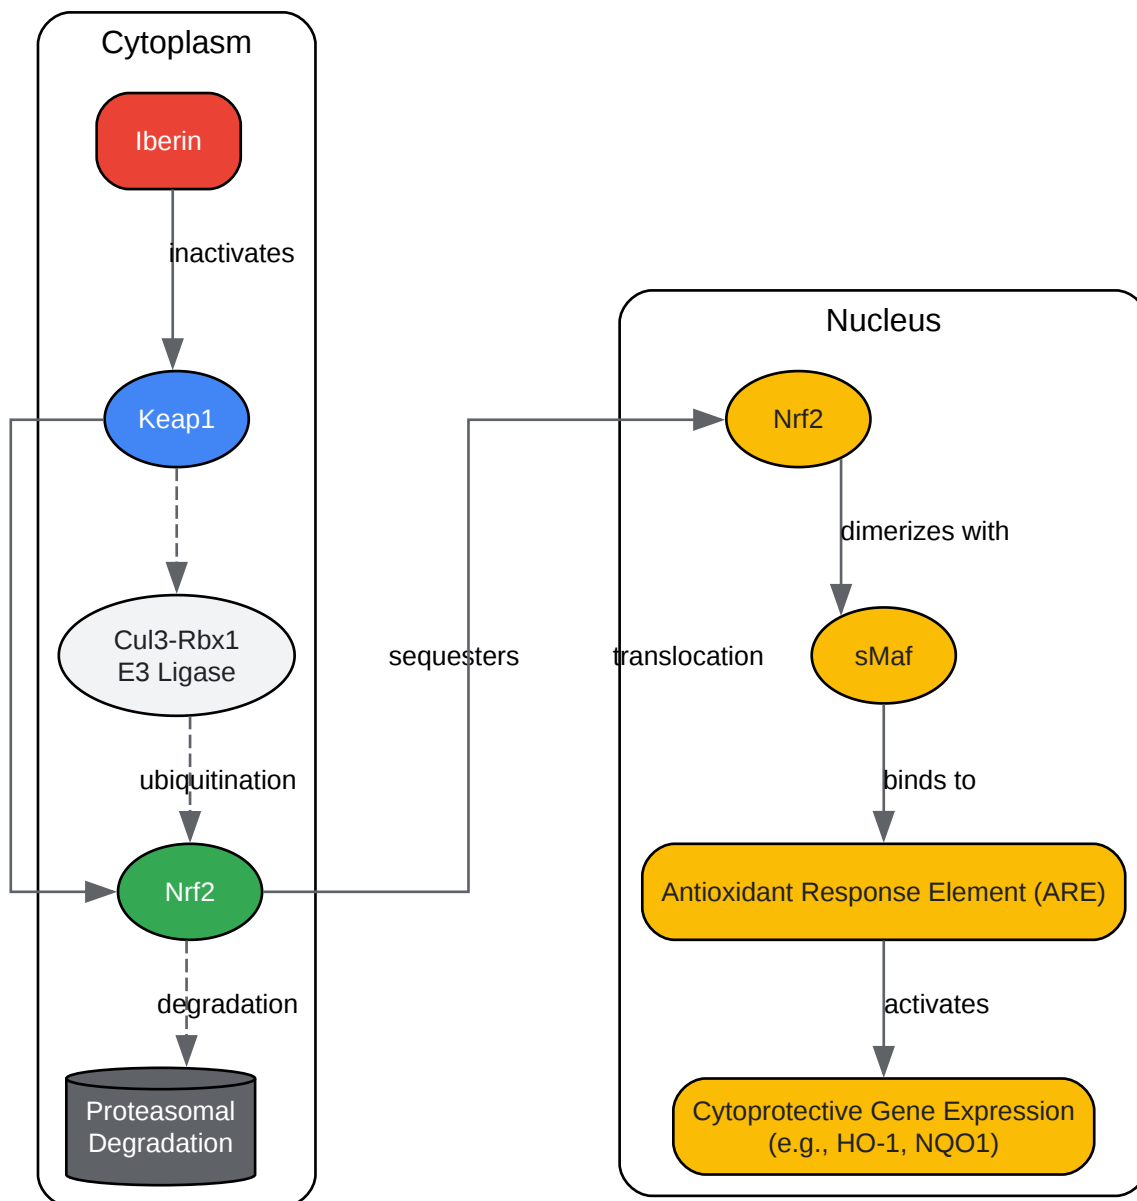 Cytoplasm
Iberin
inactivates
Keap1
Cul3-Rbx1
E3 Ligase
ubiquitination
Nrf2
degradation
Proteasomal
Degradation
sequesters
translocation
Nucleus
Nrf2
dimerizes with
sMaf
binds to
Antioxidant Response Element (ARE)
activates
Cytoprotective Gene Expression
(e.g., HO-1, NQO1)